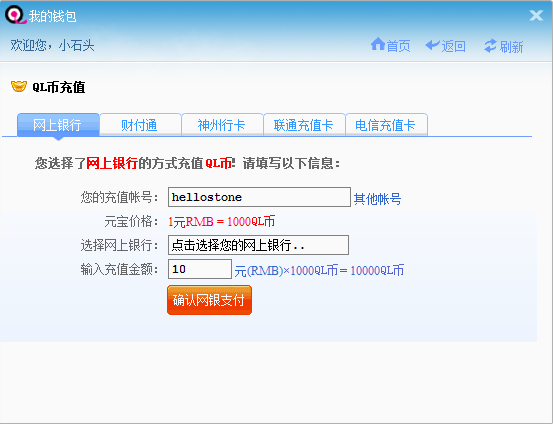 QL 我的钱包
欢迎您，小石头 首页 返回 刷新
QL币充值
网上银行 财付通 神州行卡 联通充值卡 电信充值卡
您选择了网上银行的方式充值QL币！请填写以下信息：
您的充值帐号： hellostone 其他帐号
元宝价格： 1元RMB = 1000QL币
选择网上银行： 点击选择您的网上银行..
输入充值金额： 10 元(RMB)×1000QL币 = 10000QL币
确认网银支付